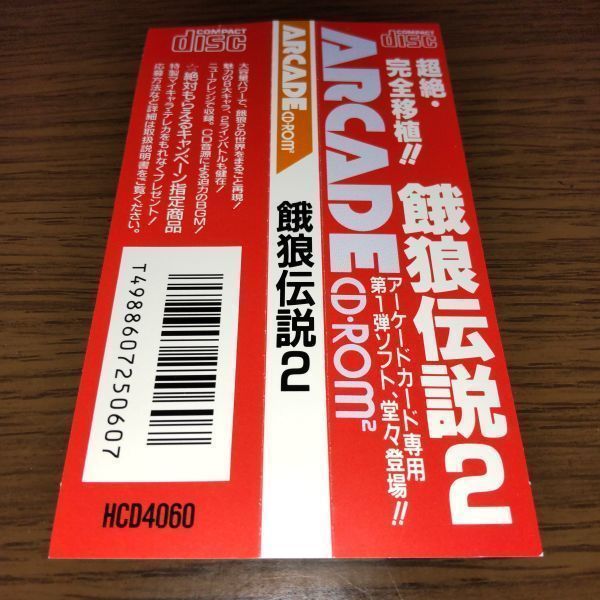 COMPACT
disc
ARCADE
CD・ROM²
超絶・
完全移植!!
餓狼伝説2
アーケードカード専用
第1弾ソフト、堂々登場!!
ARCADE CD・ROM²
餓狼伝説2
COMPACT
disc
大容量パワーで、餓狼2の世界をまるごと再現!
魅力の8大キャラ、2ラインバトルも健在!
ニューアレンジで収録。CD音源による迫力のBGM!
☆絶対もらえるキャンペーン指定商品
特製マイキャラ・テレカをもれなくプレゼント!
応募方法など詳細は取扱説明書をご覧ください。
T4988607250607
HCD4060